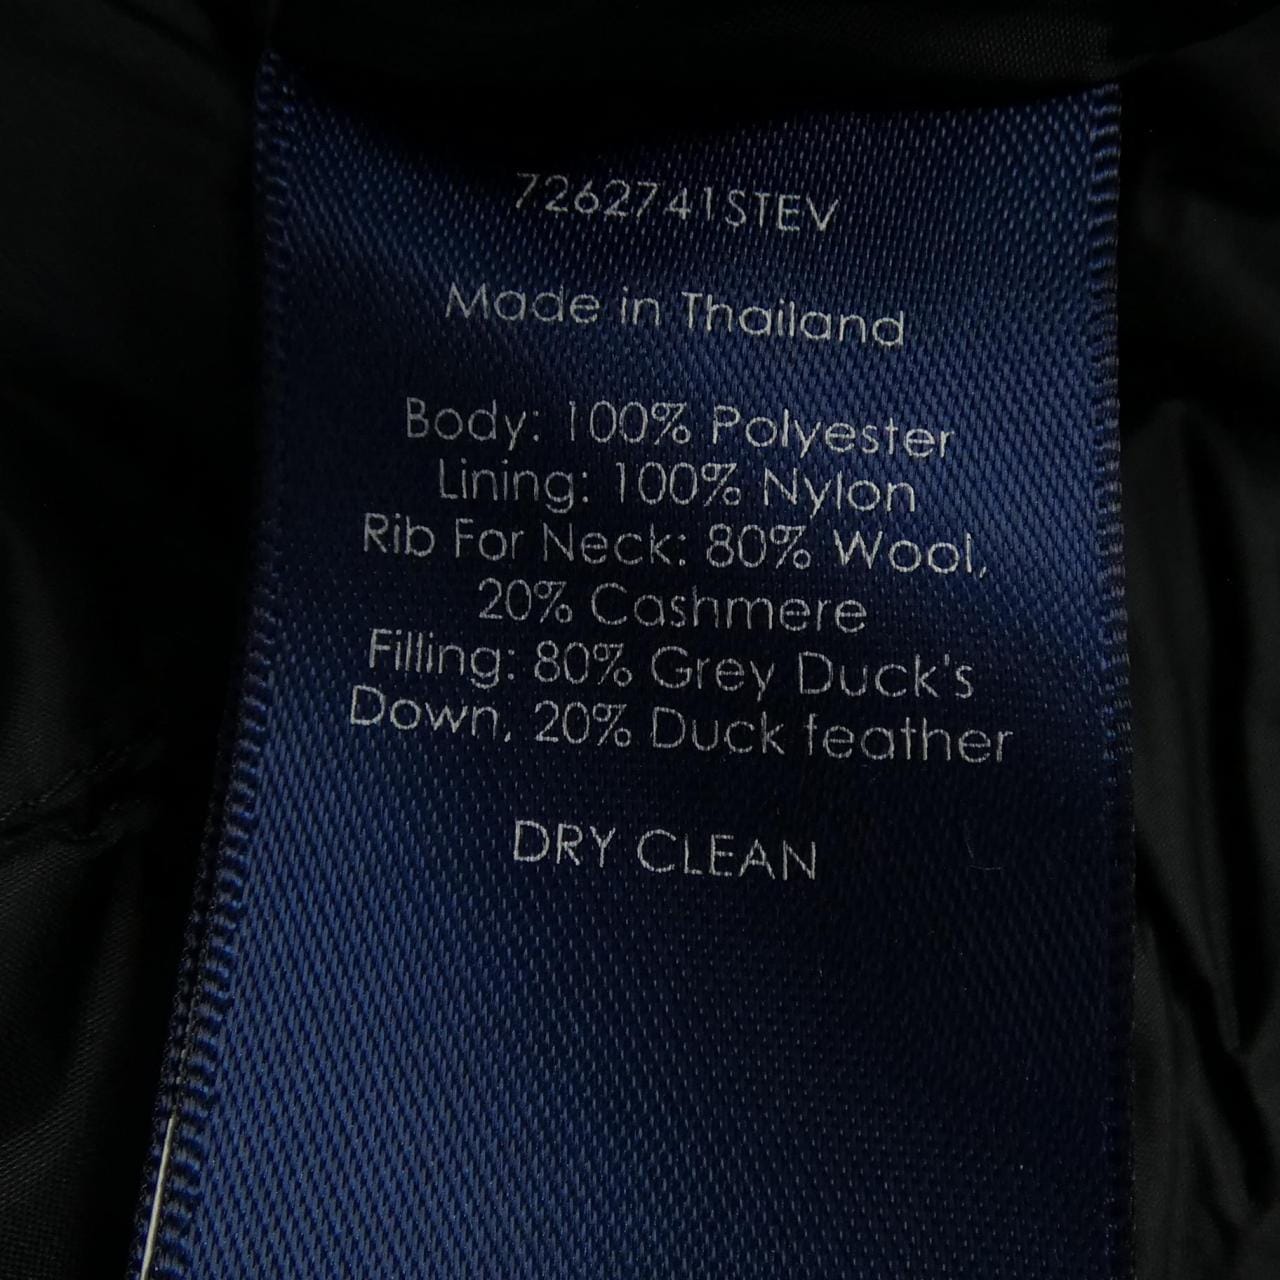 7262741STEV
Made in Thailand
Body: 100% Polyester
Lining: 100% Nylon
Rib For Neck: 80% Wool,
20% Cashmere
Filling: 80% Grey Duck's
Down, 20% Duck feather
DRY CLEAN